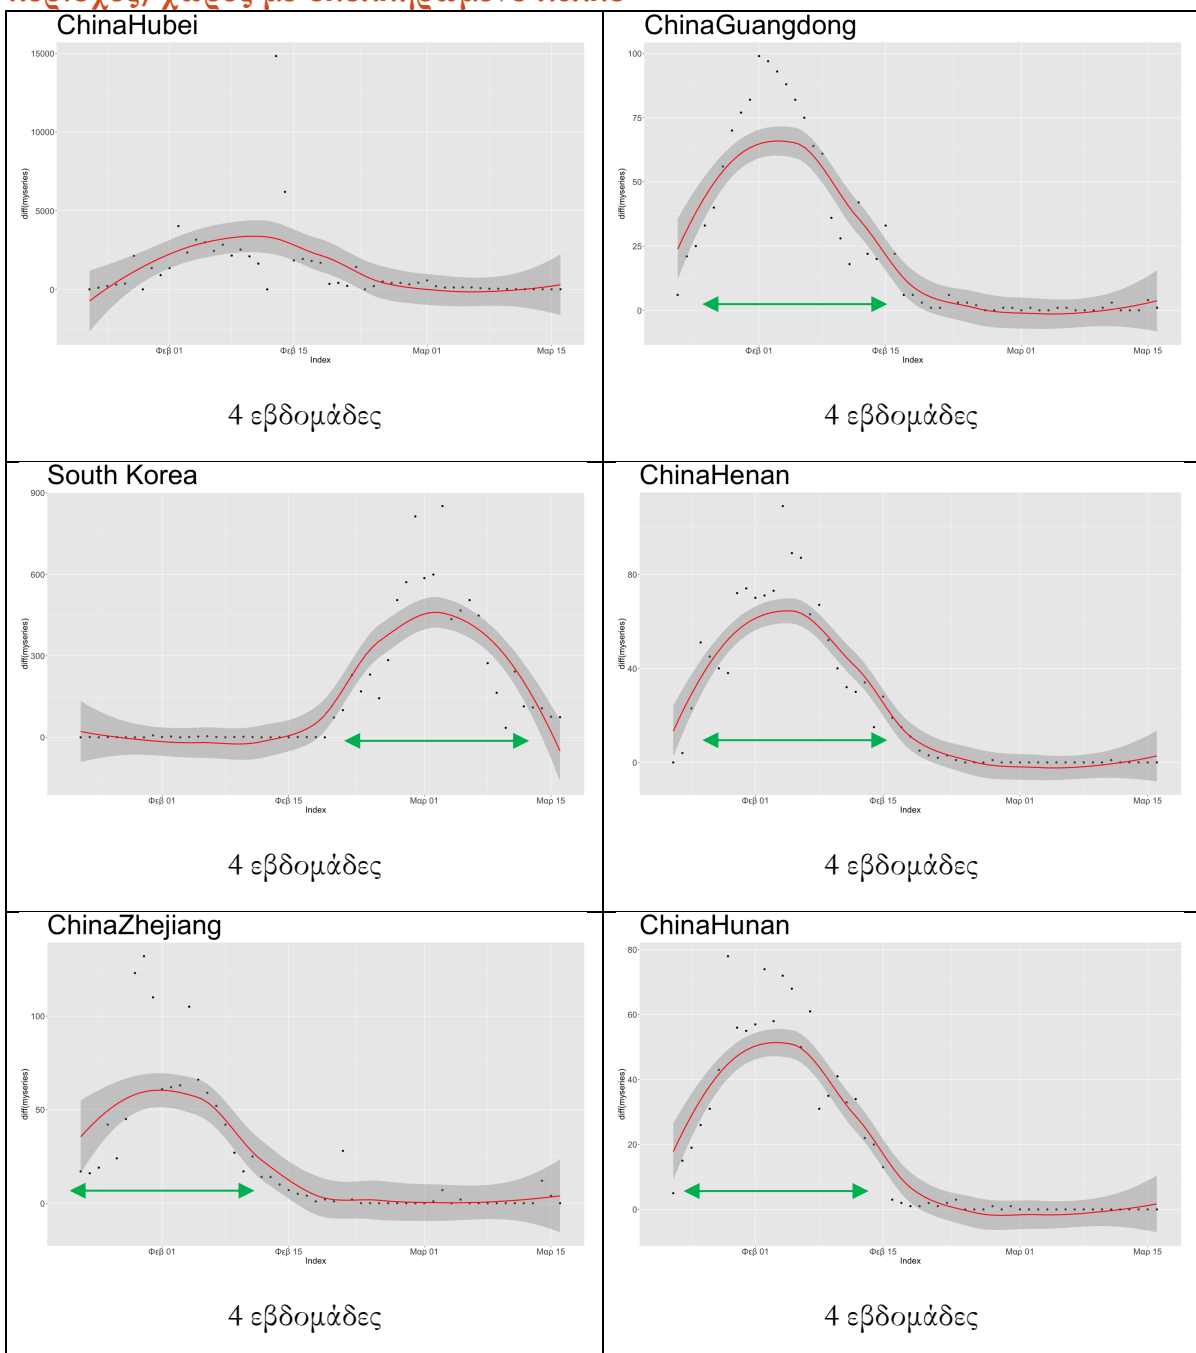 ChinaHubei
15000
10000
5000
0
diff(myseries)
Φεβ 01
Φεβ 15
Μαρ 01
Μαρ 15
Index
4 εβδομάδες
ChinaGuangdong
100
75
50
25
0
diff(myseries)
Φεβ 01
Φεβ 15
Μαρ 01
Μαρ 15
Index
4 εβδομάδες
South Korea
900
600
300
0
diff(myseries)
Φεβ 01
Φεβ 15
Μαρ 01
Μαρ 15
Index
4 εβδομάδες
ChinaHenan
80
40
0
diff(myseries)
Φεβ 01
Φεβ 15
Μαρ 01
Μαρ 15
Index
4 εβδομάδες
ChinaZhejiang
100
50
0
diff(myseries)
Φεβ 01
Φεβ 15
Μαρ 01
Μαρ 15
Index
4 εβδομάδες
ChinaHunan
80
60
40
20
0
diff(myseries)
Φεβ 01
Φεβ 15
Μαρ 01
Μαρ 15
Index
4 εβδομάδες